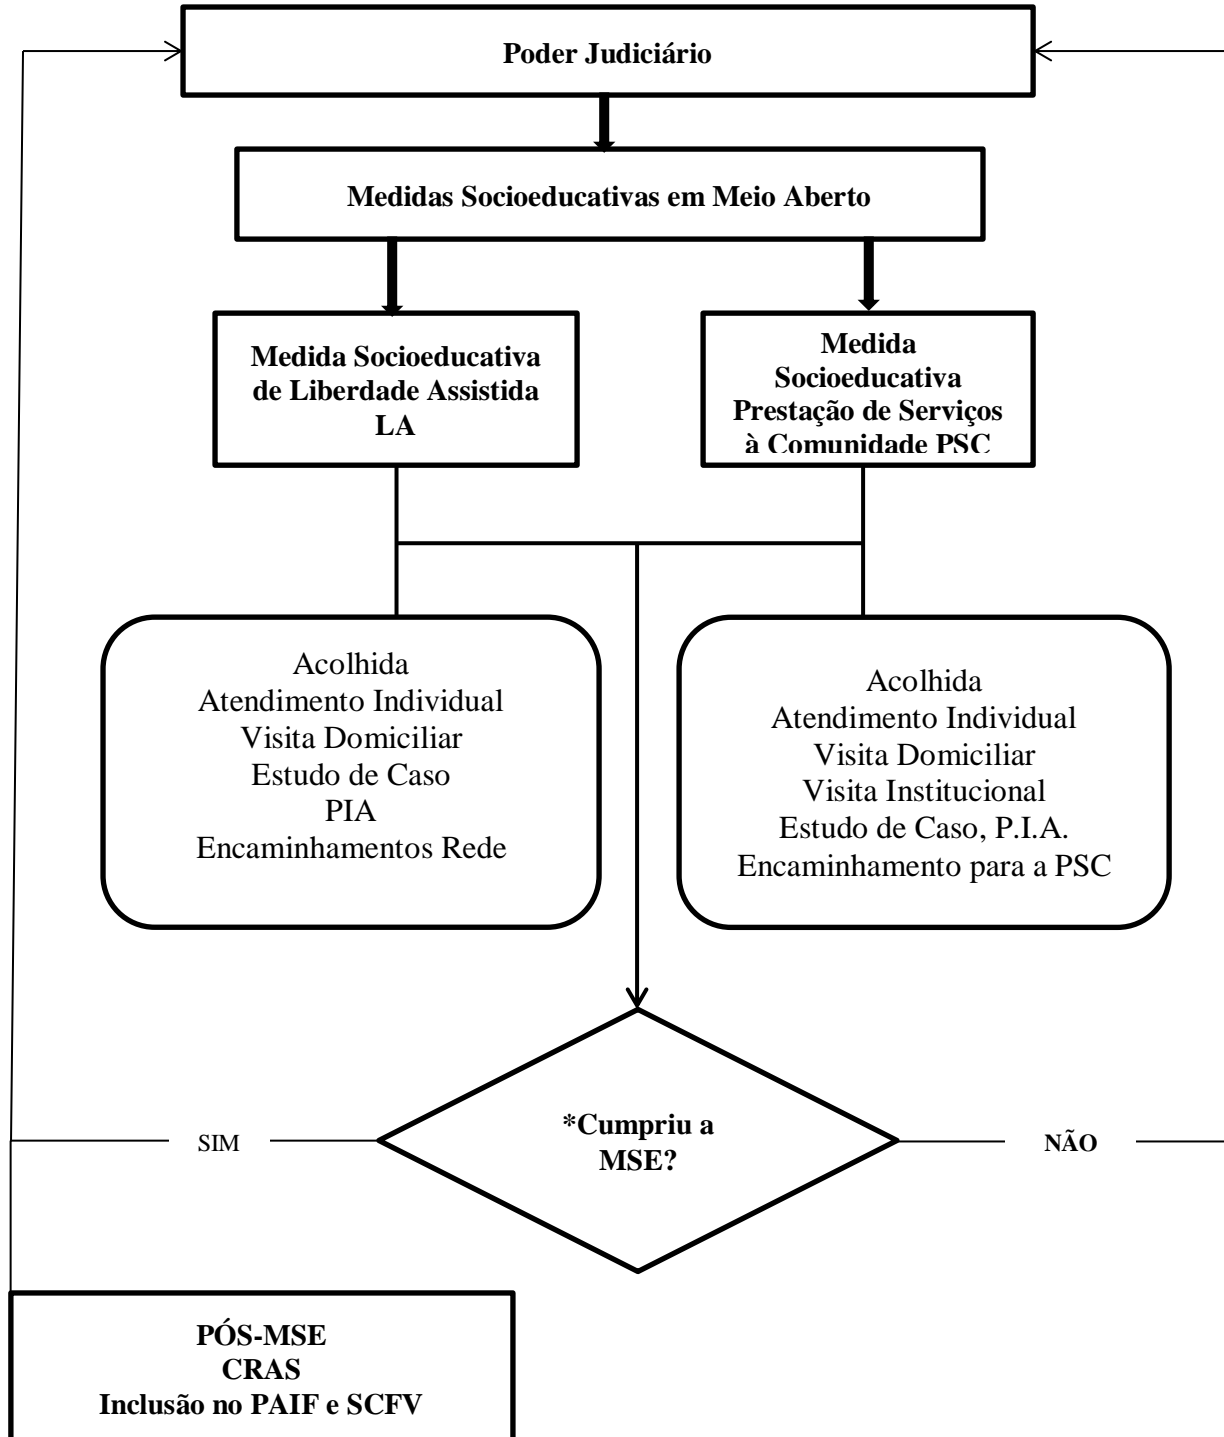 Poder Judiciário
Medidas Socioeducativas em Meio Aberto
Medida Socioeducativa
de Liberdade Assistida
LA
Medida
Socioeducativa
Prestação de Serviços
à Comunidade PSC
Acolhida
Atendimento Individual
Visita Domiciliar
Estudo de Caso
PIA
Encaminhamentos Rede
Acolhida
Atendimento Individual
Visita Domiciliar
Visita Institucional
Estudo de Caso, P.I.A.
Encaminhamento para a PSC
*Cumpriu a
MSE?
SIM
NÃO
PÓS-MSE
CRAS
Inclusão no PAIF e SCFV